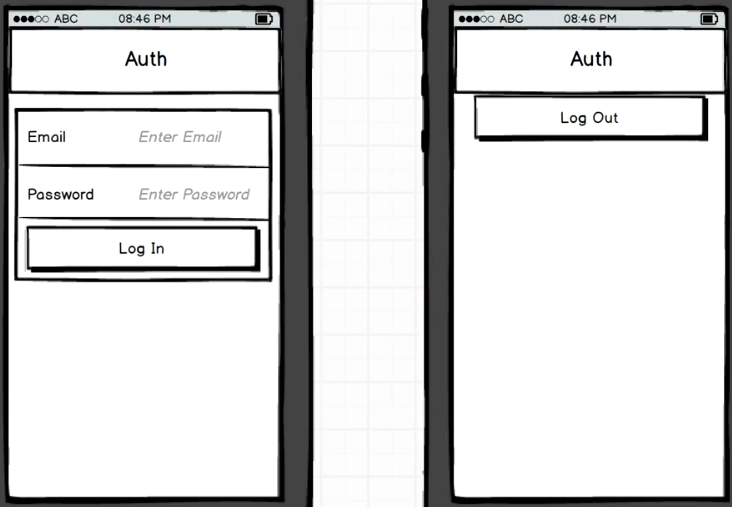 ABC 08:46 PM
Auth
Email Enter Email
Password Enter Password
Log In
ABC 08:46 PM
Auth
Log Out